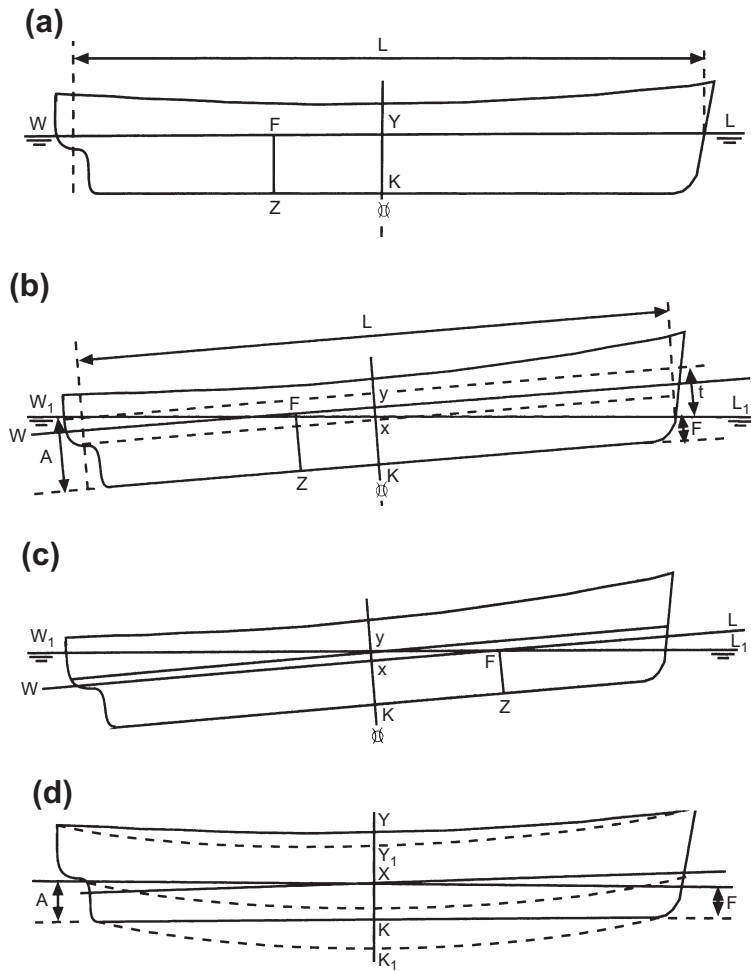 (a)
L
W F Y L
K
Z
(b)
L
W₁ F y t L₁
W x F
A
Z K
(c)
W₁ y L
L₁
W x F
K Z
(d)
Y
Y₁
X
A K F
K₁